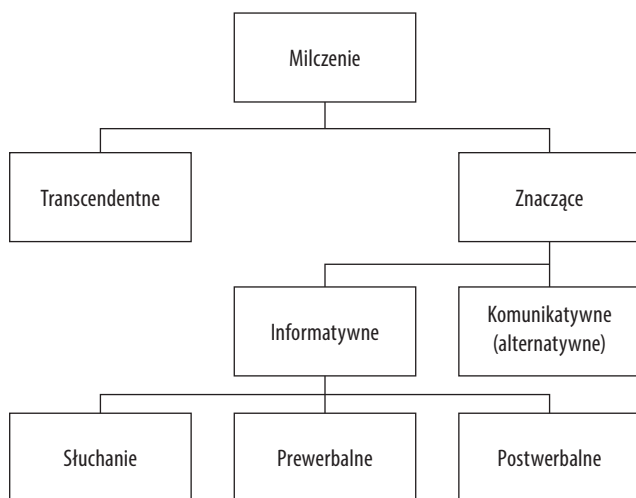 Milczenie
Transcendentne
Znaczące
Informatywne
Komunikatywne
(alternatywne)
Słuchanie
Prewerbalne
Postwerbalne